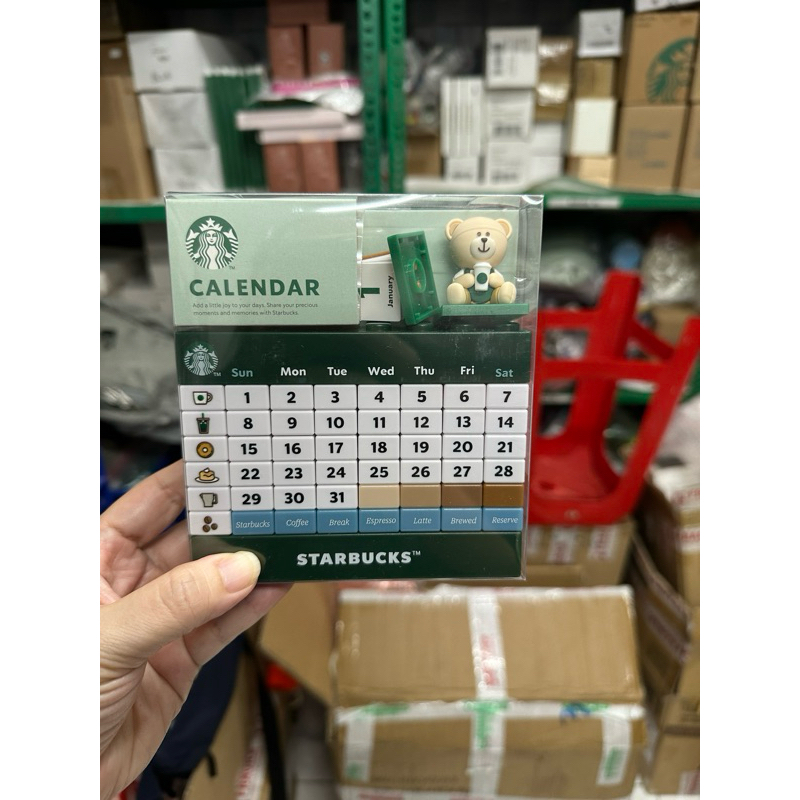 CALENDAR
Add a little joy to your days. Share your precious
moments and memories with Starbucks.
1 January
Sun Mon Tue Wed Thu Fri Sat
1 2 3 4 5 6 7
8 9 10 11 12 13 14
15 16 17 18 19 20 21
22 23 24 25 26 27 28
29 30 31
Starbucks Coffee Break Espresso Latte Brewed Reserve
STARBUCKS™